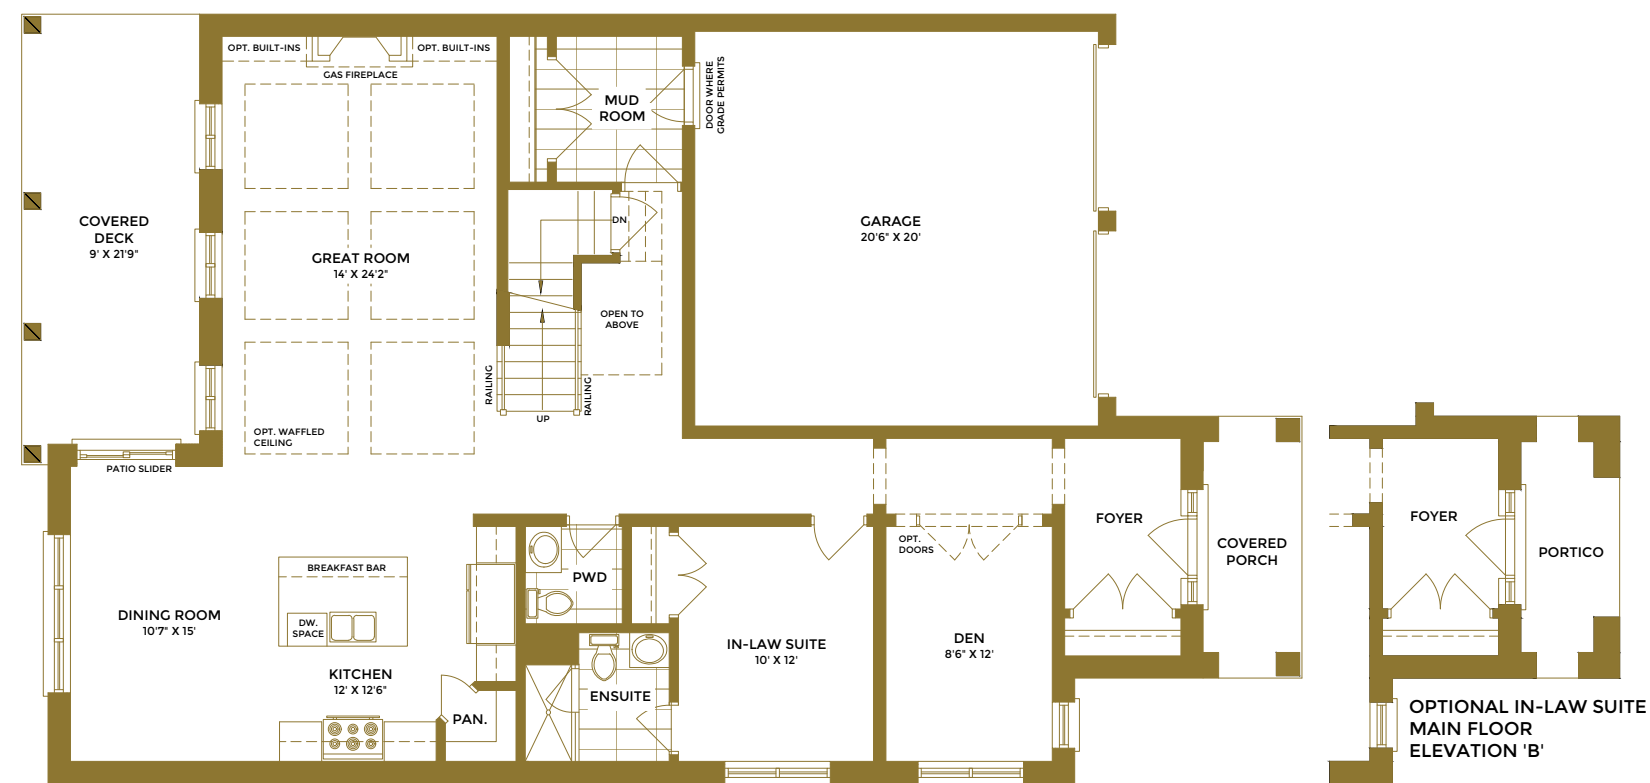 OPT. BUILT-INS
OPT. BUILT-INS
GAS FIREPLACE
MUD
ROOM
DOOR WHERE
GRADE PERMITS
COVERED
DECK
9' X 21'9"
GREAT ROOM
14' X 24'2"
DN
GARAGE
20'6" X 20'
OPEN TO
ABOVE
RAILING
RAILING
UP
OPT. WAFFLED
CEILING
PATIO SLIDER
FOYER
FOYER
OPT.
DOORS
COVERED
PORCH
PORTICO
BREAKFAST BAR
PWD
DINING ROOM
10'7" X 15'
DW.
SPACE
IN-LAW SUITE
10' X 12'
DEN
8'6" X 12'
KITCHEN
12' X 12'6"
ENSUITE
PAN.
OPTIONAL IN-LAW SUITE
MAIN FLOOR
ELEVATION 'B'